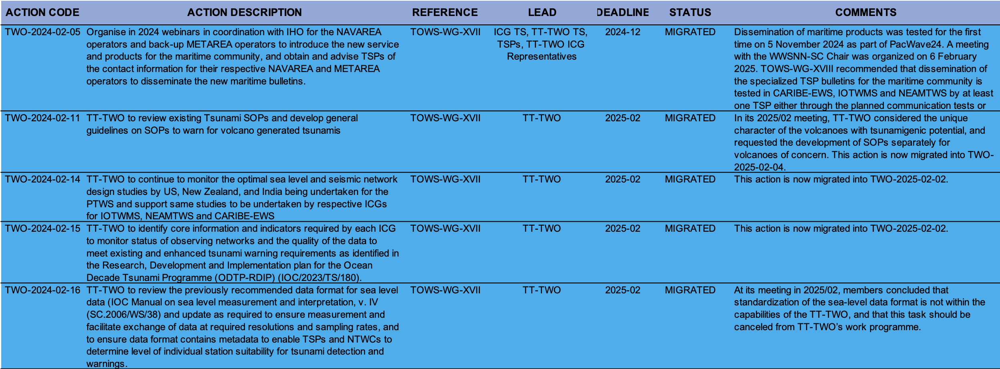 ACTION CODE ACTION DESCRIPTION REFERENCE LEAD DEADLINE STATUS COMMENTS
TWO-2024-02-05 Organise in 2024 webinars in coordination with IHO for the NAVAREA TOWS-WG-XVII ICG TS, TT-TWO TS, 2024-12 MIGRATED Dissemination of maritime products was tested for the first
operators and back-up METAREA operators to introduce the new service TSPs, TT-TWO ICG time on 5 November 2024 as part of PacWave24. A meeting
and products for the maritime community, and obtain and advise TSPs of Representatives with the WWSNN-SC Chair was organized on 6 February
the contact information for their respective NAVAREA and METAREA 2025. TOWS-WG-XVIII recommended that dissemination of
operators to disseminate the new maritime bulletins. the specialized TSP bulletins for the maritime community is
tested in CARIBE-EWS, IOTWMS and NEAMTWS by at least
one TSP either through the planned communication tests or
TWO-2024-02-11 TT-TWO to review existing Tsunami SOPs and develop general TOWS-WG-XVII TT-TWO 2025-02 MIGRATED In its 2025/02 meeting, TT-TWO considered the unique
guidelines on SOPs to warn for volcano generated tsunamis character of the volcanoes with tsunamigenic potential, and
requested the development of SOPs separately for
volcanoes of concern. This action is now migrated into TWO-
2025-02-04.
TWO-2024-02-14 TT-TWO to continue to monitor the optimal sea level and seismic network TOWS-WG-XVII TT-TWO 2025-02 MIGRATED This action is now migrated into TWO-2025-02-02.
design studies by US, New Zealand, and India being undertaken for the
PTWS and support same studies to be undertaken by respective ICGs
for IOTWMS, NEAMTWS and CARIBE-EWS
TWO-2024-02-15 TT-TWO to identify core information and indicators required by each ICG TOWS-WG-XVII TT-TWO 2025-02 MIGRATED This action is now migrated into TWO-2025-02-02.
to monitor status of observing networks and the quality of the data to
meet existing and enhanced tsunami warning requirements as identified in
the Research, Development and Implementation plan for the Ocean
Decade Tsunami Programme (ODTP-RDIP) (IOC/2023/TS/180).
TWO-2024-02-16 TT-TWO to review the previously recommended data format for sea level TOWS-WG-XVII TT-TWO 2025-02 MIGRATED At its meeting in 2025/02, members concluded that
data (IOC Manual on sea level measurement and interpretation, v. IV standardization of the sea-level data format is not within the
(SC.2006/WS/38) and update as required to ensure measurement and capabilities of the TT-TWO, and that this task should be
facilitate exchange of data at required resolutions and sampling rates, and canceled from TT-TWO’s work programme.
to ensure data format contains metadata to enable TSPs and NTWCs to
determine level of individual station suitability for tsunami detection and
warnings.